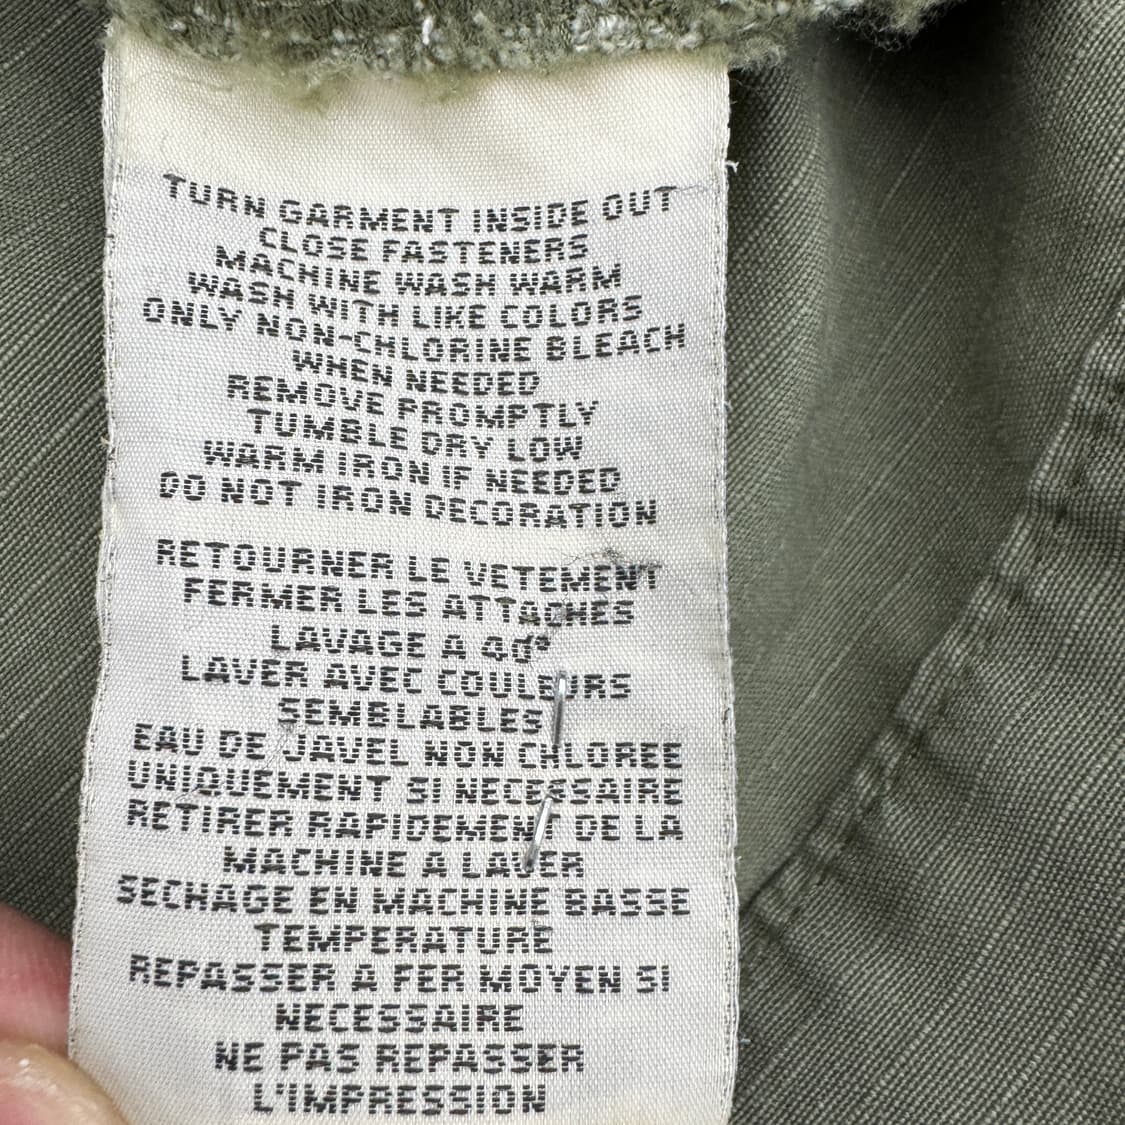 TURN GARMENT INSIDE OUT
CLOSE FASTENERS
MACHINE WASH WARM
WASH WITH LIKE COLORS
ONLY NON-CHLORINE BLEACH
WHEN NEEDED
REMOVE PROMPTLY
TUMBLE DRY LOW
WARM IRON IF NEEDED
DO NOT IRON DECORATION
RETOURNER LE VETEMENT
FERMER LES ATTACHES
LAVAGE A 40°
LAVER AVEC COULEURS
SEMBLABLES
EAU DE JAVEL NON CHLOREE
UNIQUEMENT SI NECESSAIRE
RETIRER RAPIDEMENT DE LA
MACHINE A LAVER
SECHAGE EN MACHINE BASSE
TEMPERATURE
REPASSER A FER MOYEN SI
NECESSAIRE
NE PAS REPASSER
L'IMPRESSION